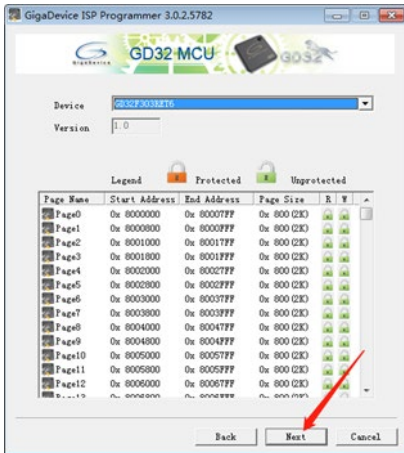 GigaDevice ISP Programmer 3.0.2.5782
GigaDevice GD32 MCU GD32
Device GD32F303RET6
Version 1.0
Legend Protected Unprotected
Page Name Start Address End Address Page Size R W
Page0 0x 8000000 0x 80007FF 0x 800 (2K)
Page1 0x 8000800 0x 8000FFF 0x 800 (2K)
Page2 0x 8001000 0x 80017FF 0x 800 (2K)
Page3 0x 8001800 0x 8001FFF 0x 800 (2K)
Page4 0x 8002000 0x 80027FF 0x 800 (2K)
Page5 0x 8002800 0x 8002FFF 0x 800 (2K)
Page6 0x 8003000 0x 80037FF 0x 800 (2K)
Page7 0x 8003800 0x 8003FFF 0x 800 (2K)
Page8 0x 8004000 0x 80047FF 0x 800 (2K)
Page9 0x 8004800 0x 8004FFF 0x 800 (2K)
Page10 0x 8005000 0x 80057FF 0x 800 (2K)
Page11 0x 8005800 0x 8005FFF 0x 800 (2K)
Page12 0x 8006000 0x 80067FF 0x 800 (2K)
Back Next Cancel